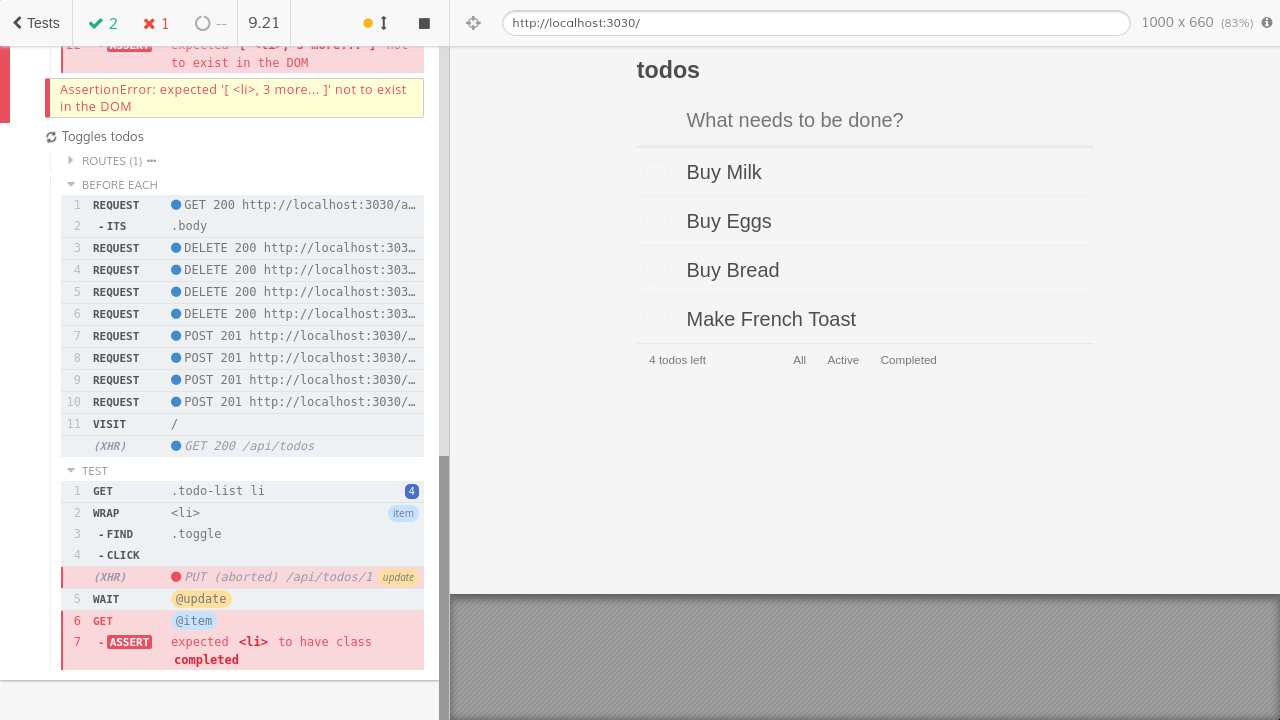 Tests
2
1
--
9.21
http://localhost:3030/
1000 x 660 (83%)
22 - ASSERT expected '[ <li>, 3 more... ]' not
to exist in the DOM
AssertionError: expected '[ <li>, 3 more... ]' not to exist
in the DOM
Toggles todos
ROUTES (1)
BEFORE EACH
1 REQUEST GET 200 http://localhost:3030/a…
2 - ITS .body
3 REQUEST DELETE 200 http://localhost:303…
4 REQUEST DELETE 200 http://localhost:303…
5 REQUEST DELETE 200 http://localhost:303…
6 REQUEST DELETE 200 http://localhost:303…
7 REQUEST POST 201 http://localhost:3030/…
8 REQUEST POST 201 http://localhost:3030/…
9 REQUEST POST 201 http://localhost:3030/…
10 REQUEST POST 201 http://localhost:3030/…
11 VISIT /
(XHR) GET 200 /api/todos
TEST
1 GET .todo-list li 4
2 WRAP <li> item
3 - FIND .toggle
4 - CLICK
(XHR) PUT (aborted) /api/todos/1 update
5 WAIT @update
6 GET @item
7 - ASSERT expected <li> to have class
completed
todos
What needs to be done?
Buy Milk
Buy Eggs
Buy Bread
Make French Toast
4 todos left All Active Completed